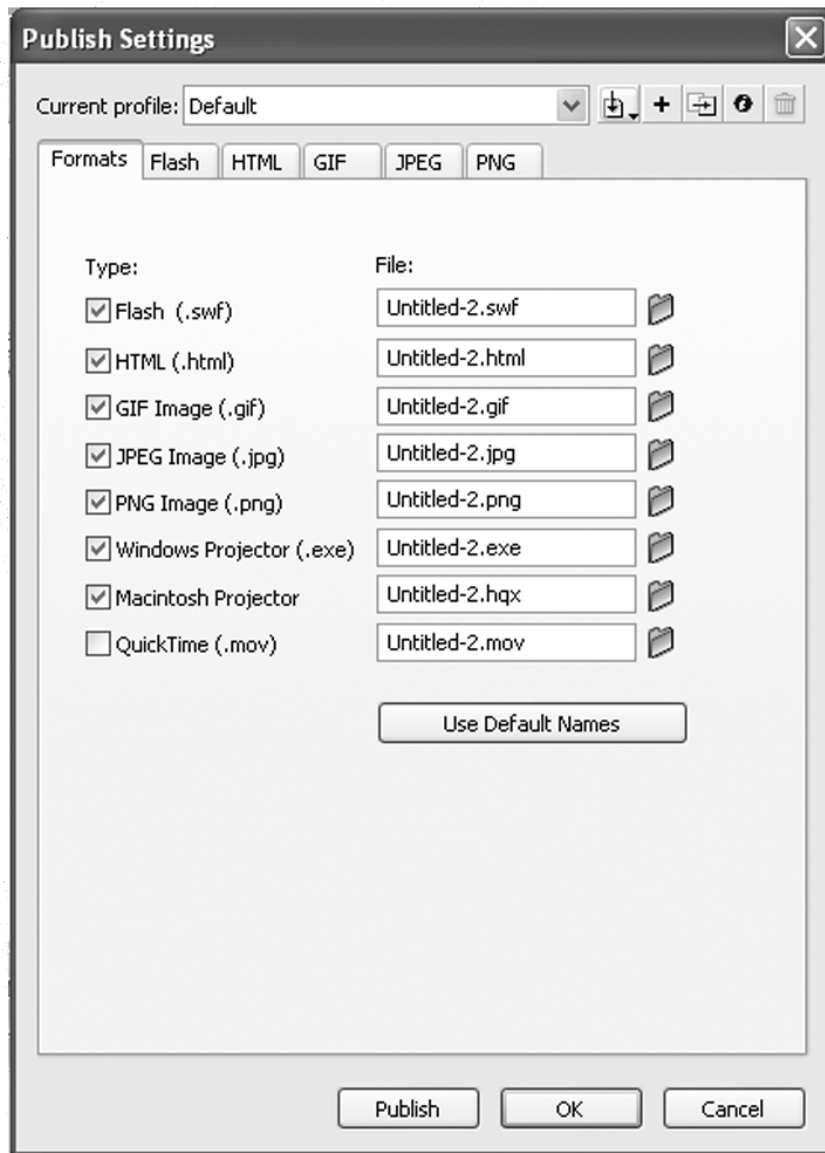 Publish Settings
Current profile: Default
Formats Flash HTML GIF JPEG PNG
Type: File:
Flash (.swf) Untitled-2.swf
HTML (.html) Untitled-2.html
GIF Image (.gif) Untitled-2.gif
JPEG Image (.jpg) Untitled-2.jpg
PNG Image (.png) Untitled-2.png
Windows Projector (.exe) Untitled-2.exe
Macintosh Projector Untitled-2.hqx
QuickTime (.mov) Untitled-2.mov
Use Default Names
Publish OK Cancel